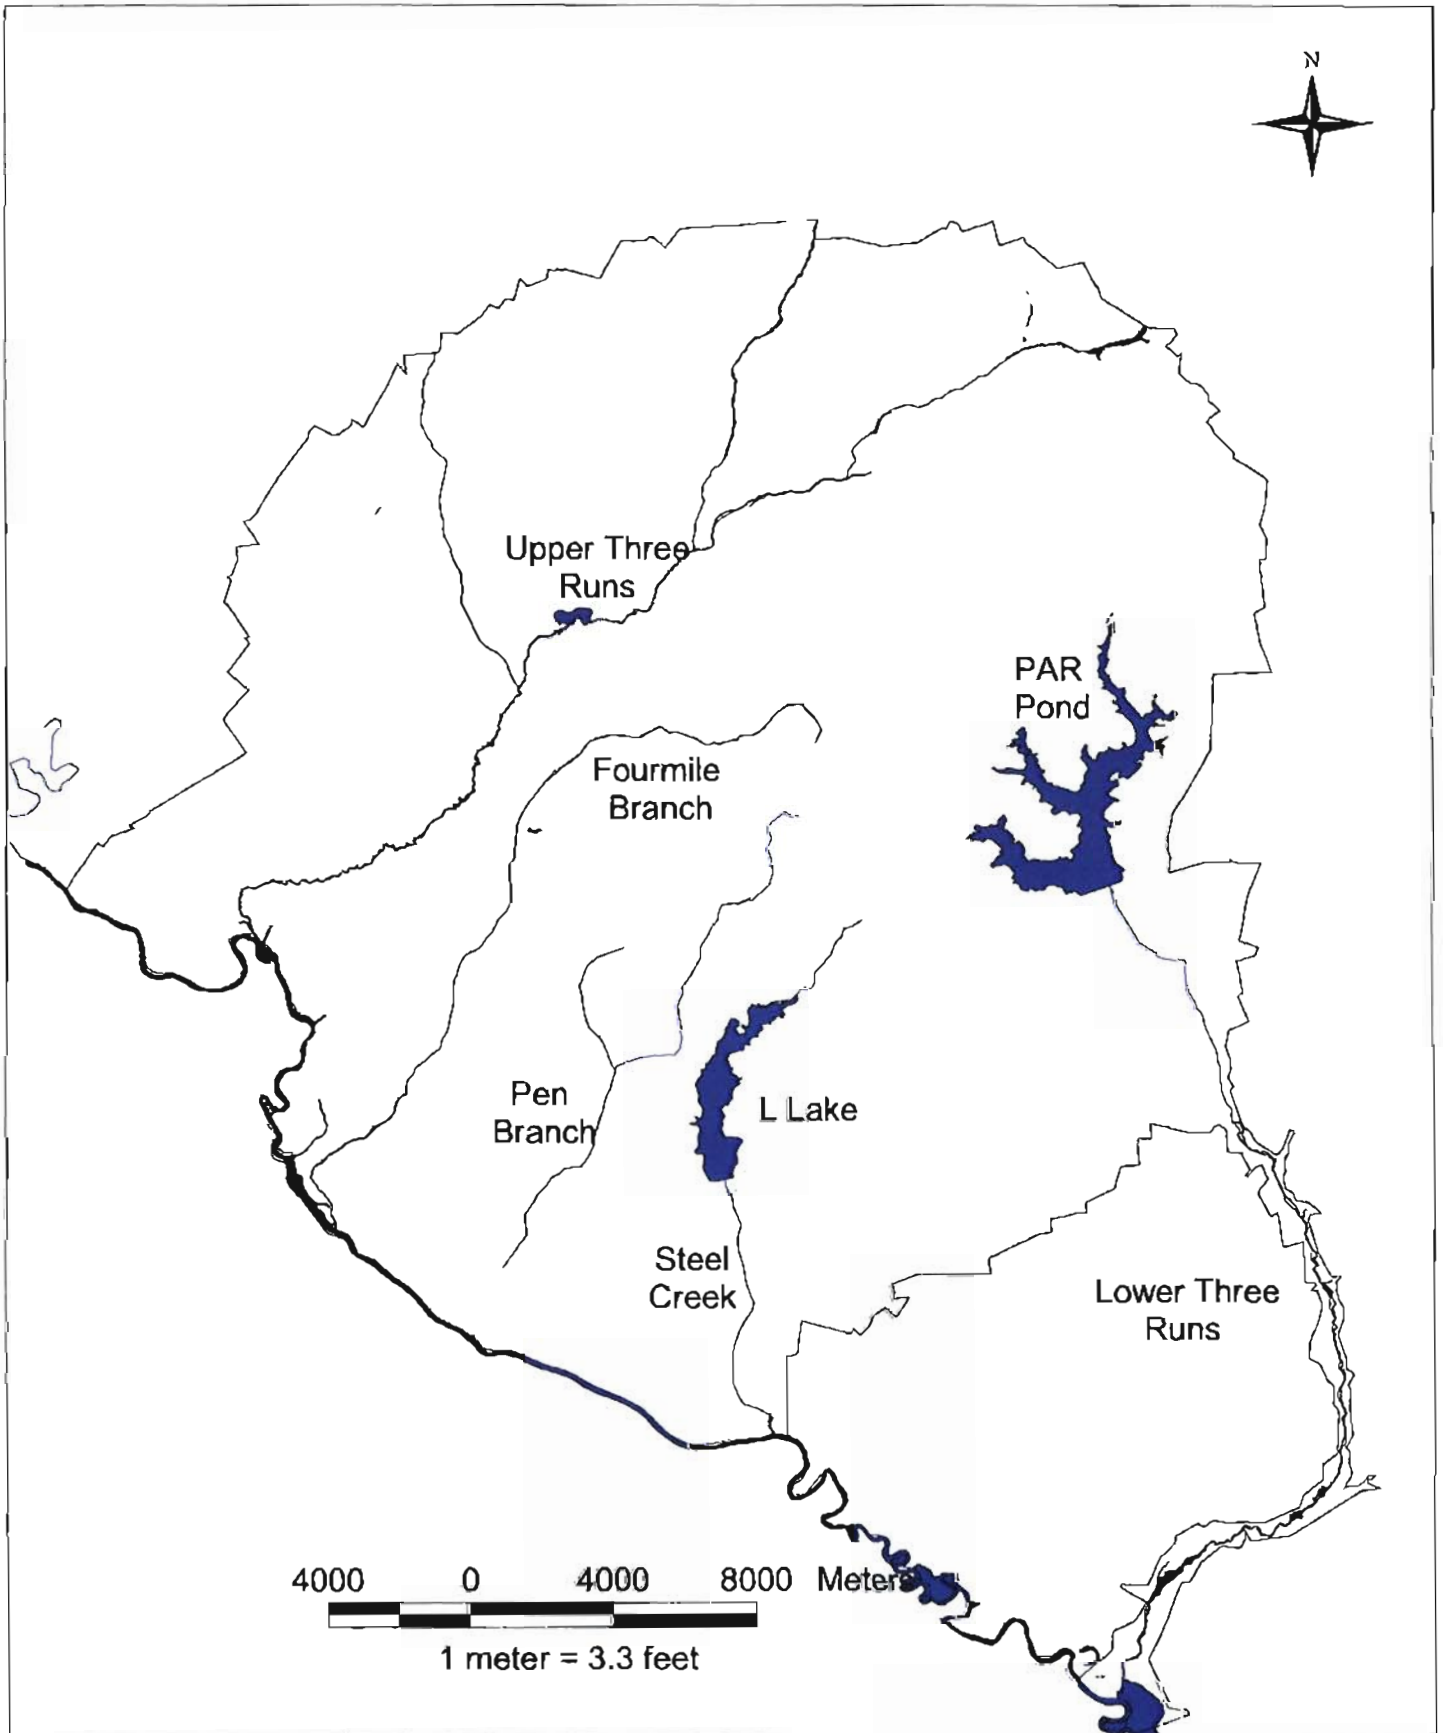 N
Upper Three
Runs
PAR
Pond
Fourmile
Branch
Pen
Branch
L Lake
Steel
Creek
Lower Three
Runs
4000 0 4000 8000 Meters
1 meter = 3.3 feet